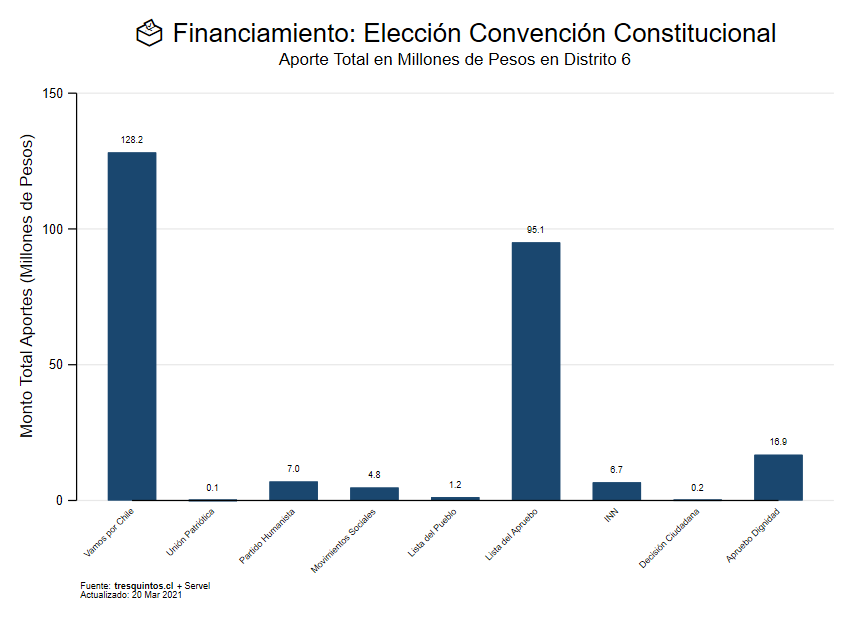 Financiamiento: Elección Convención Constitucional
Aporte Total en Millones de Pesos en Distrito 6
Monto Total Aportes (Millones de Pesos)
150
100
50
0
128.2
0.1
7.0
4.8
1.2
95.1
6.7
0.2
16.9
Vamos por Chile
Unión Patriótica
Partido Humanista
Movimientos Sociales
Lista del Pueblo
Lista del Apruebo
INN
Decisión Ciudadana
Apruebo Dignidad
Fuente: tresquintos.cl + Servel
Actualizado: 20 Mar 2021